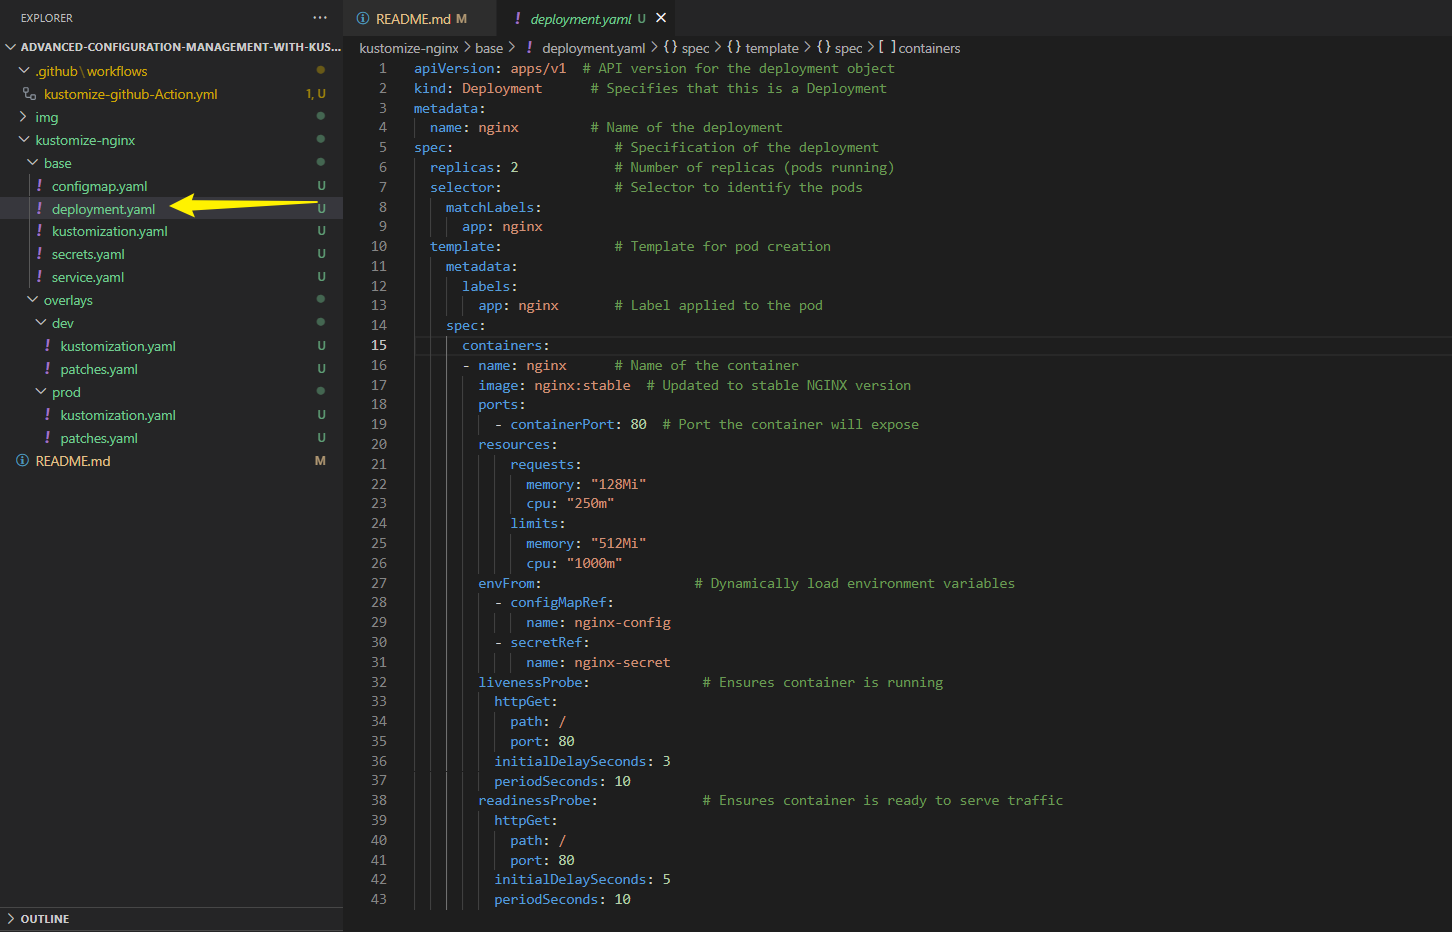 EXPLORER
ADVANCED-CONFIGURATION-MANAGEMENT-WITH-KUS...
.github\workflows
kustomize-github-Action.yml 1, U
img
kustomize-nginx
base
configmap.yaml U
deployment.yaml U
kustomization.yaml U
secrets.yaml U
service.yaml U
overlays
dev
kustomization.yaml U
patches.yaml U
prod
kustomization.yaml U
patches.yaml U
README.md M
OUTLINE
README.md M ! deployment.yaml U ×
kustomize-nginx > base > ! deployment.yaml > {} spec > {} template > {} spec > [ ] containers
1 apiVersion: apps/v1 # API version for the deployment object
2 kind: Deployment # Specifies that this is a Deployment
3 metadata:
4 name: nginx # Name of the deployment
5 spec: # Specification of the deployment
6 replicas: 2 # Number of replicas (pods running)
7 selector: # Selector to identify the pods
8 matchLabels:
9 app: nginx
10 template: # Template for pod creation
11 metadata:
12 labels:
13 app: nginx # Label applied to the pod
14 spec:
15 containers:
16 - name: nginx # Name of the container
17 image: nginx:stable # Updated to stable NGINX version
18 ports:
19 - containerPort: 80 # Port the container will expose
20 resources:
21 requests:
22 memory: "128Mi"
23 cpu: "250m"
24 limits:
25 memory: "512Mi"
26 cpu: "1000m"
27 envFrom: # Dynamically load environment variables
28 - configMapRef:
29 name: nginx-config
30 - secretRef:
31 name: nginx-secret
32 livenessProbe: # Ensures container is running
33 httpGet:
34 path: /
35 port: 80
36 initialDelaySeconds: 3
37 periodSeconds: 10
38 readinessProbe: # Ensures container is ready to serve traffic
39 httpGet:
40 path: /
41 port: 80
42 initialDelaySeconds: 5
43 periodSeconds: 10